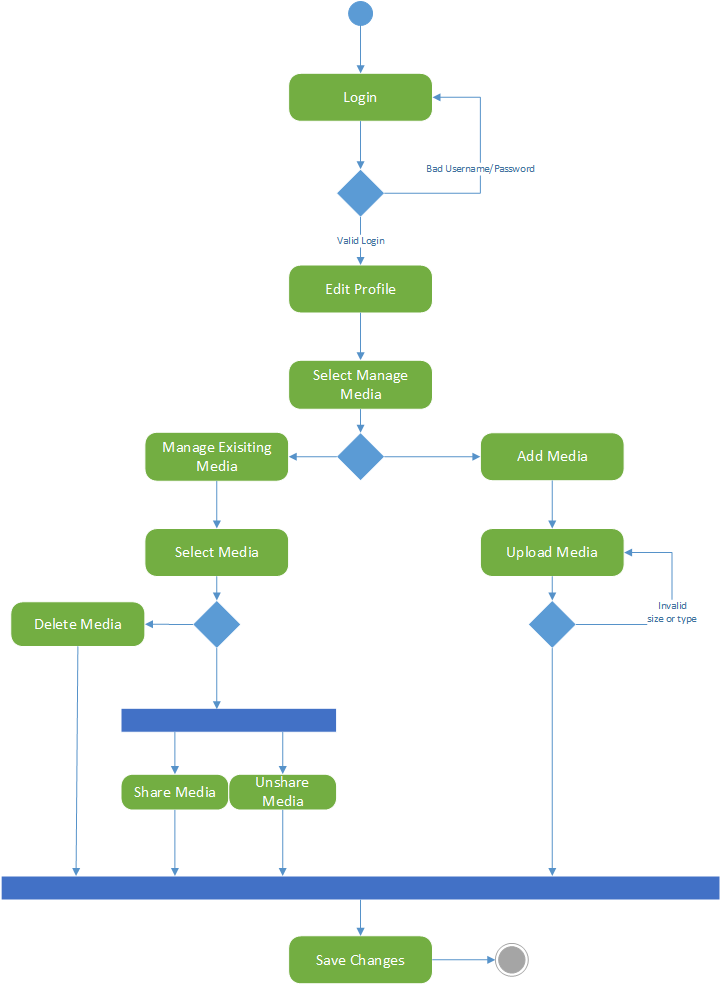 Login
Bad Username/Password
Valid Login
Edit Profile
Select Manage
Media
Manage Exisiting
Media
Add Media
Select Media
Upload Media
Invalid
size or type
Delete Media
Share Media
Unshare
Media
Save Changes